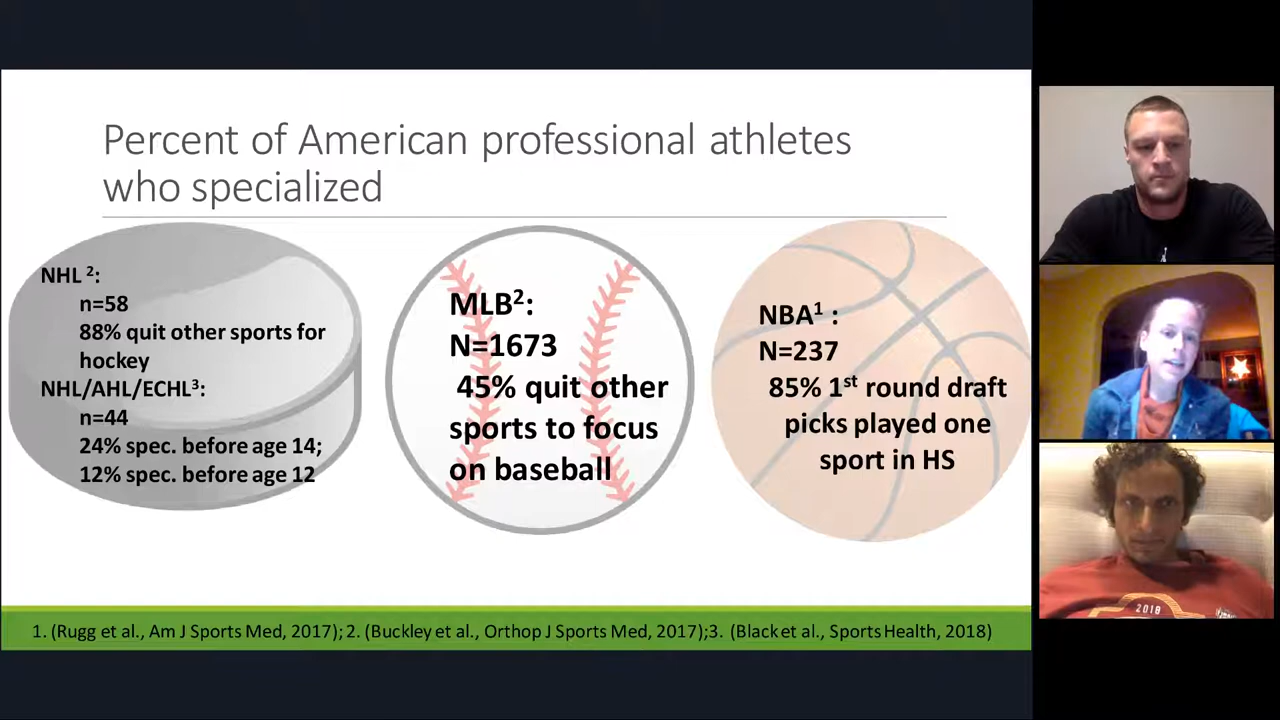 Percent of American professional athletes
who specialized
NHL ²:
n=58
88% quit other sports for
hockey
NHL/AHL/ECHL³:
n=44
24% spec. before age 14;
12% spec. before age 12
MLB²:
N=1673
45% quit other
sports to focus
on baseball
NBA¹ :
N=237
85% 1st round draft
picks played one
sport in HS
1. (Rugg et al., Am J Sports Med, 2017); 2. (Buckley et al., Orthop J Sports Med, 2017);3. (Black et al., Sports Health, 2018)
2018